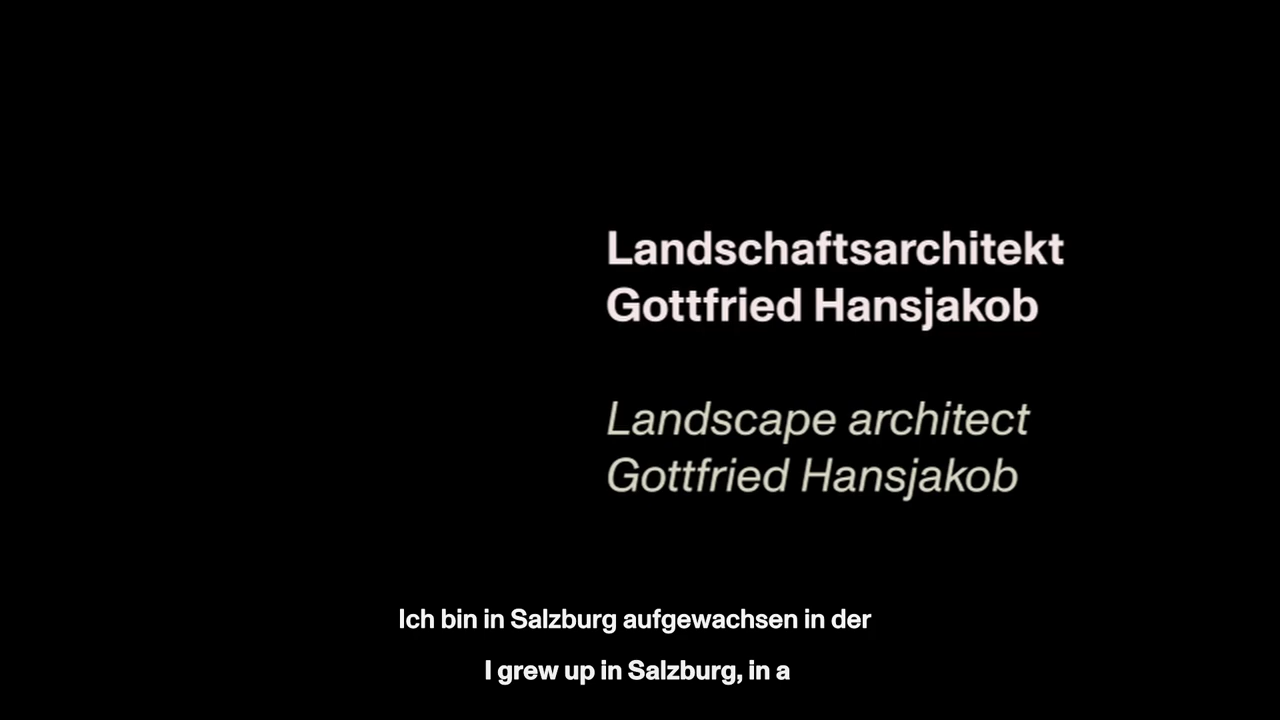 Landschaftsarchitekt
Gottfried Hansjakob
Landscape architect
Gottfried Hansjakob
Ich bin in Salzburg aufgewachsen in der
I grew up in Salzburg, in a